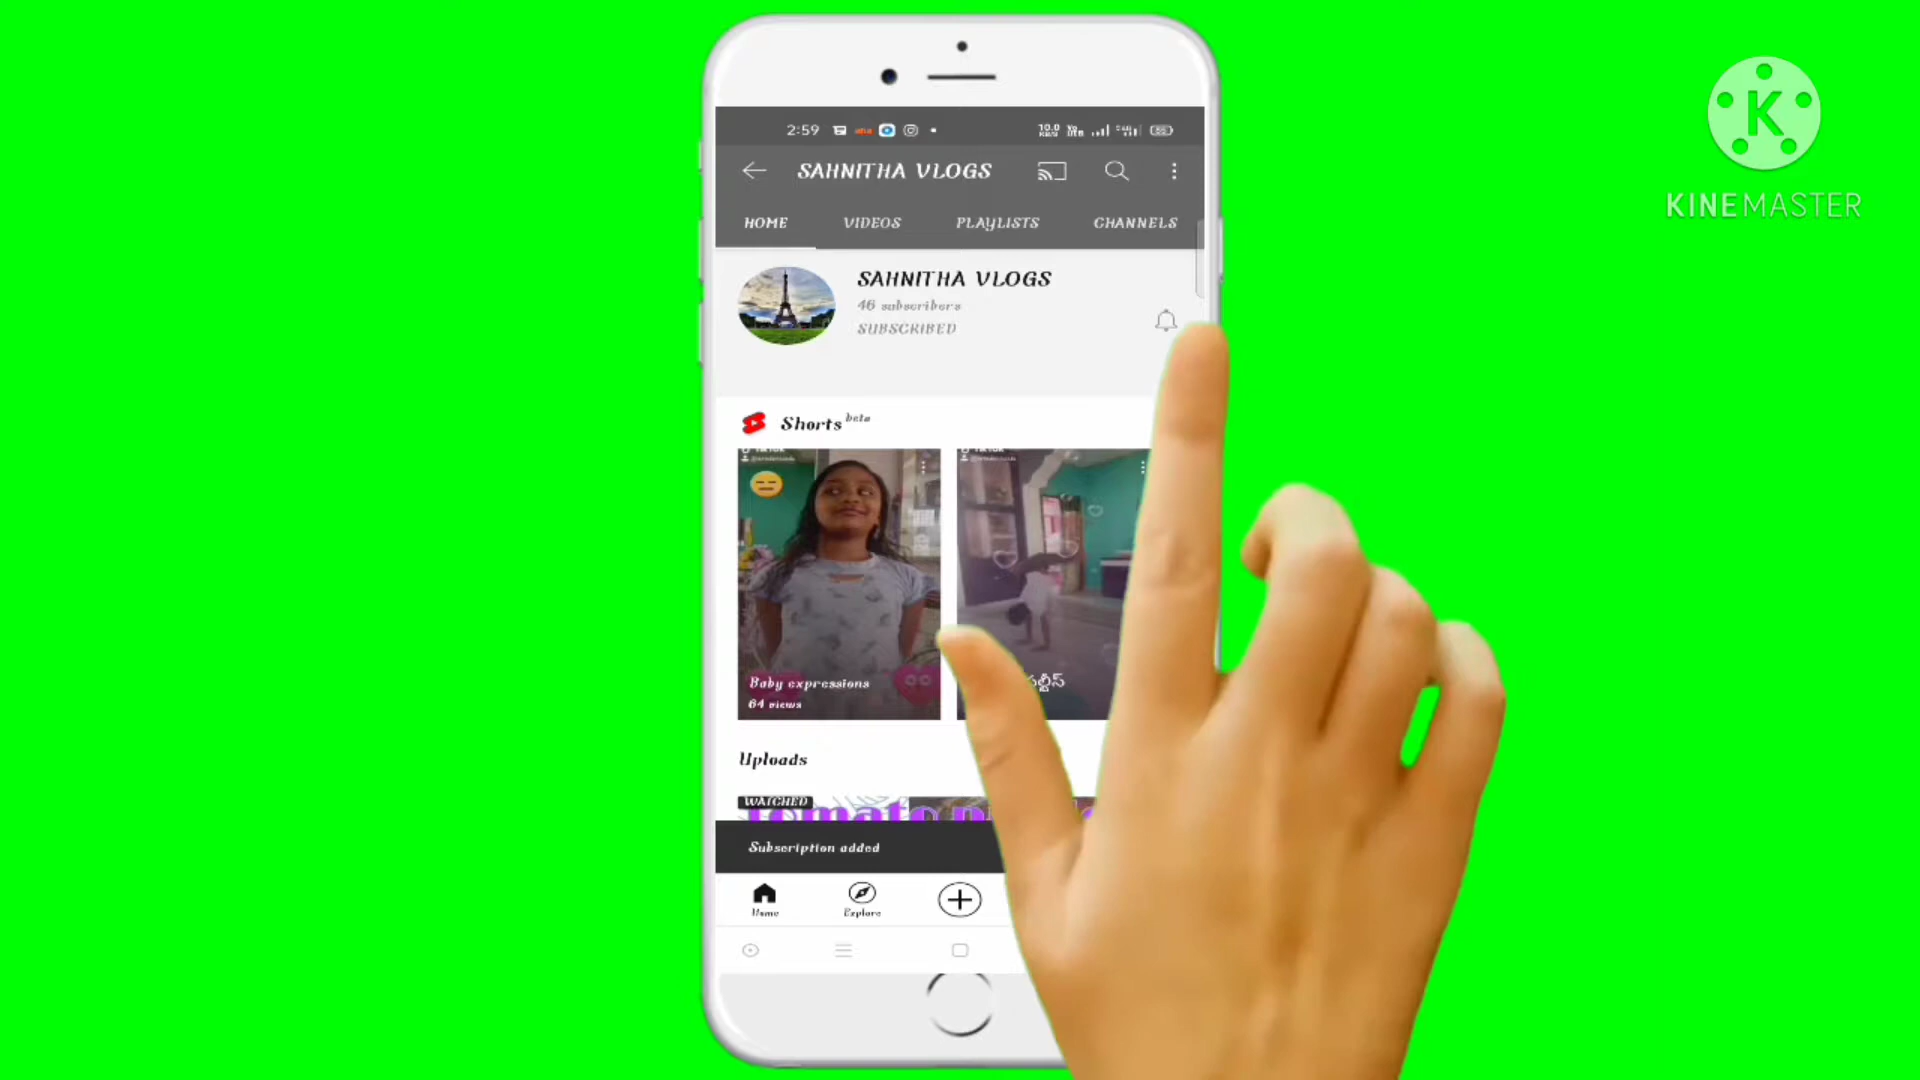 2:59
SAHNITHA VLOGS
HOME VIDEOS PLAYLISTS CHANNELS
SAHNITHA VLOGS
46 subscribers
SUBSCRIBED
Shorts beta
Baby expressions
64 views
Uploads
WATCHED
Subscription added
Home Explore
K
KINEMASTER